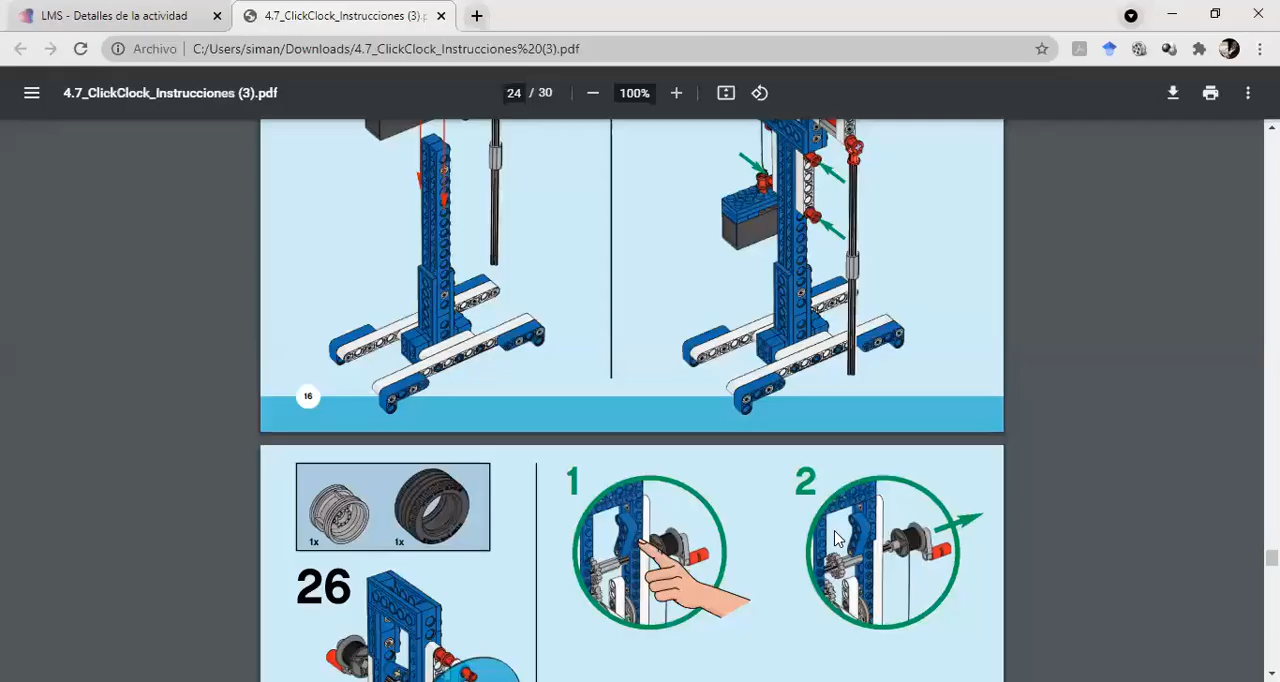 LMS - Detalles de la actividad
4.7_ClickClock_Instrucciones (3).p
Archivo
C:/Users/siman/Downloads/4.7_ClickClock_Instrucciones%20(3).pdf
4.7_ClickClock_Instrucciones (3).pdf
24 / 30
100%
16
1x
1x
1
2
26